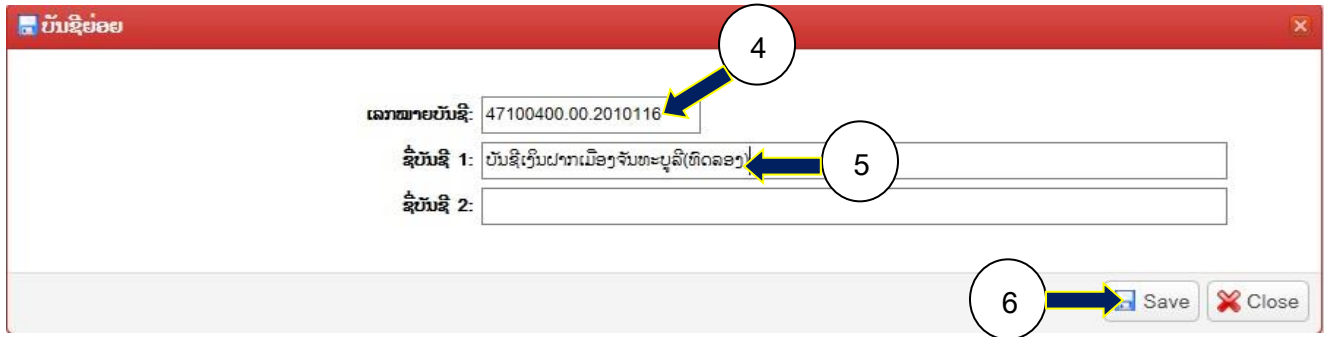 ບັນຊີຍ່ອຍ
4
ເລກໝາຍບັນຊີ: 47100400.00.2010116
ຊື່ບັນຊີ 1: ບັນຊີເງິນຝາກເມືອງຈັນທະບູລີ(ທົດລອງ)
5
ຊື່ບັນຊີ 2:
6
Save
Close